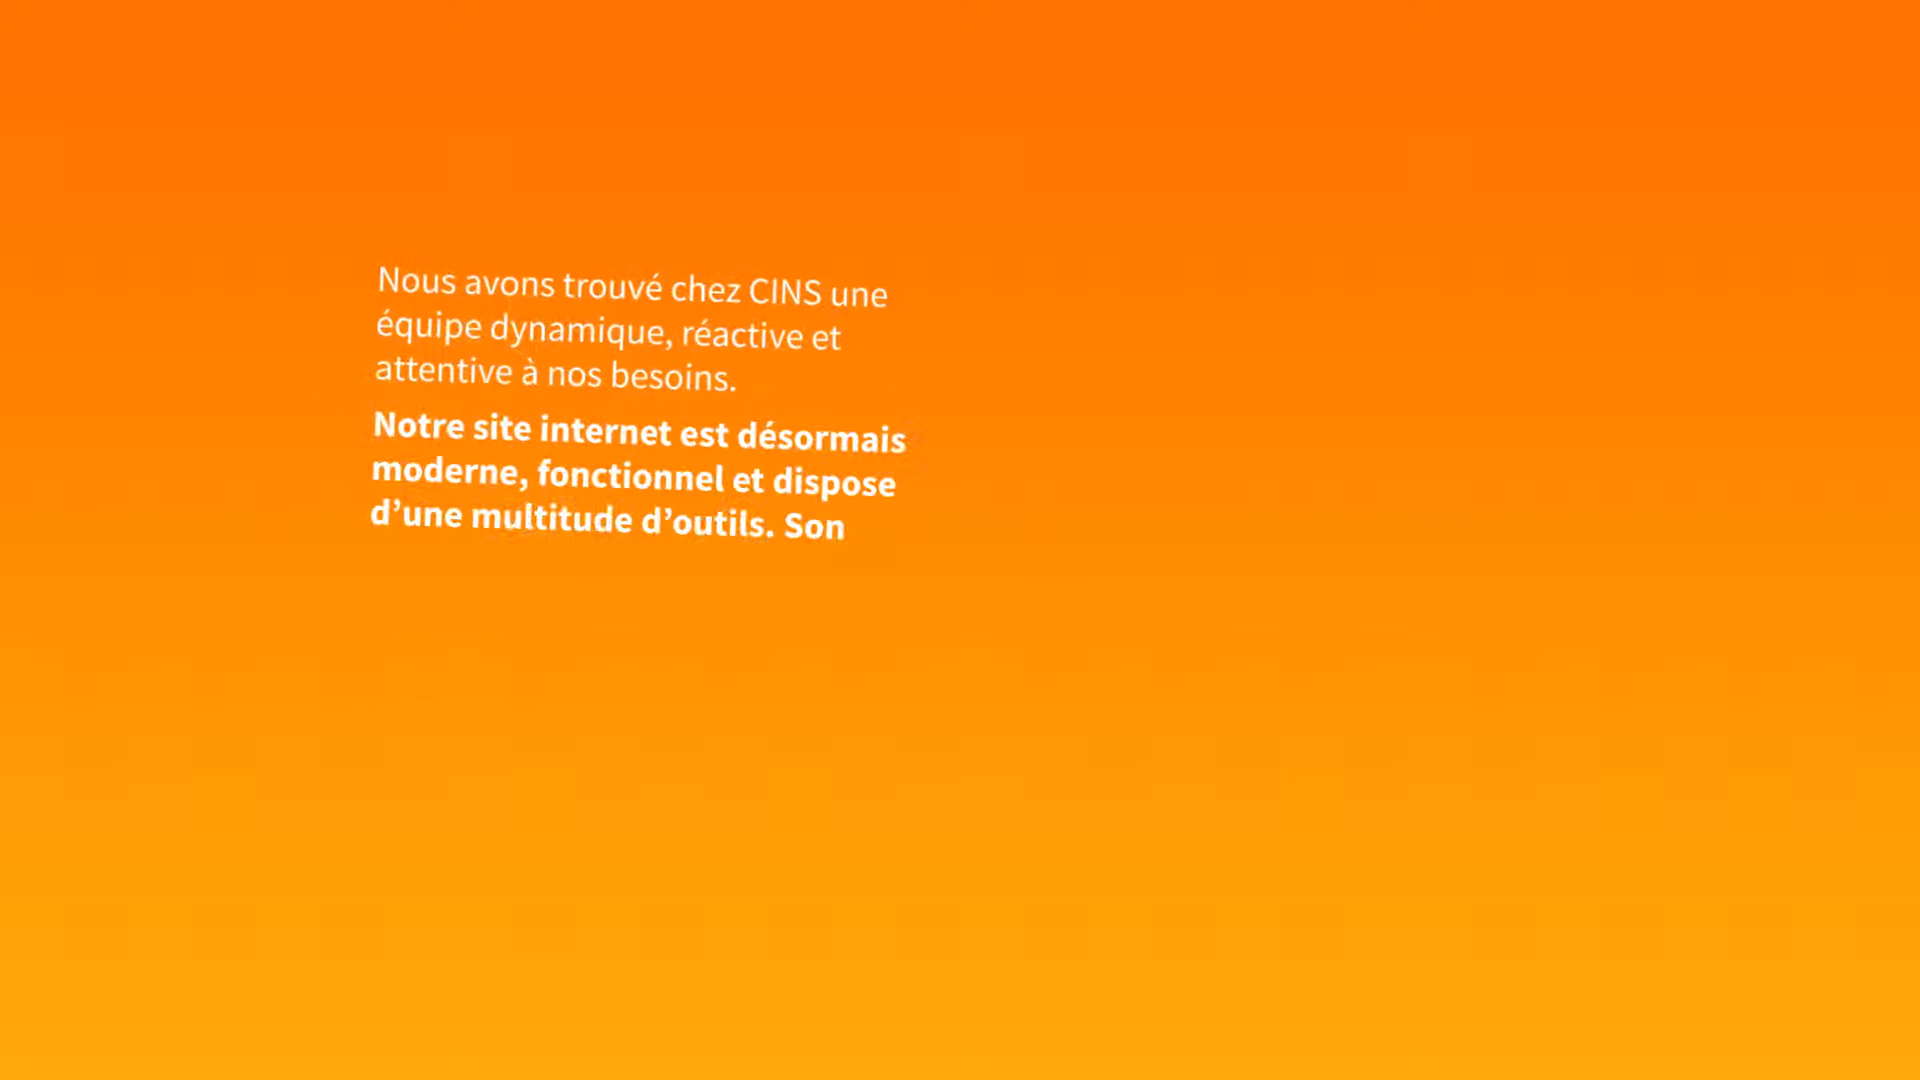 Nous avons trouvé chez CINS une
équipe dynamique, réactive et
attentive à nos besoins.
Notre site internet est désormais
moderne, fonctionnel et dispose
d’une multitude d’outils. Son